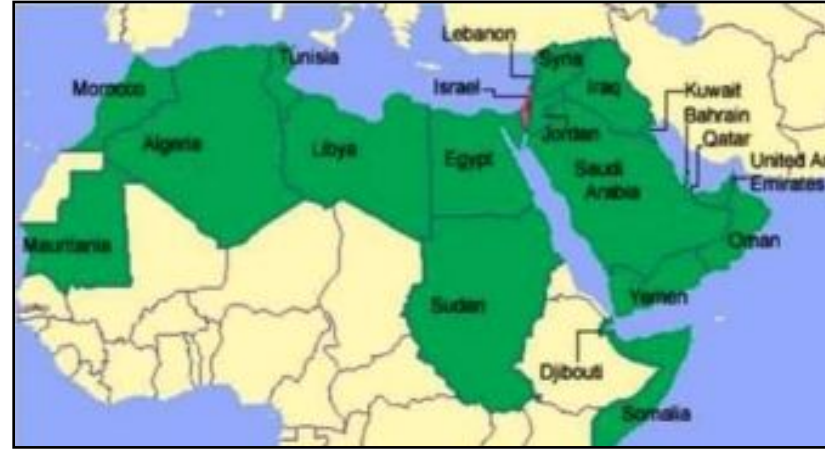 Lebanon
Tunisia
Syria
Morocco
Israel
Iraq
Kuwait
Bahrain
Algeria
Libya
Jordan
Qatar
Egypt
Saudi
Arabia
United A
Emirates
Mauritania
Oman
Sudan
Yemen
Djibouti
Somalia